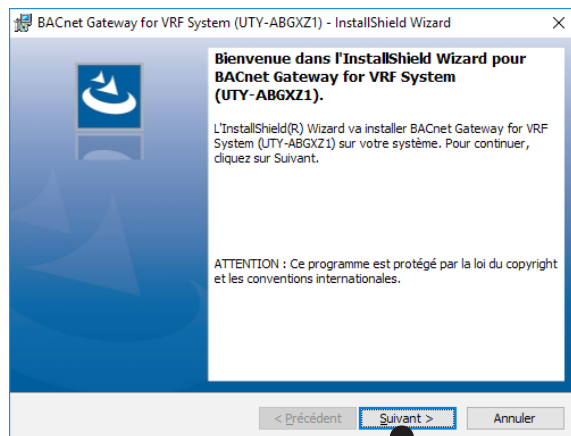 BACnet Gateway for VRF System (UTY-ABGXZ1) - InstallShield Wizard
Bienvenue dans l'InstallShield Wizard pour
BACnet Gateway for VRF System
(UTY-ABGXZ1).
L'InstallShield(R) Wizard va installer BACnet Gateway for VRF
System (UTY-ABGXZ1) sur votre système. Pour continuer,
cliquez sur Suivant.
ATTENTION : Ce programme est protégé par la loi du copyright
et les conventions internationales.
< Précédent Suivant > Annuler